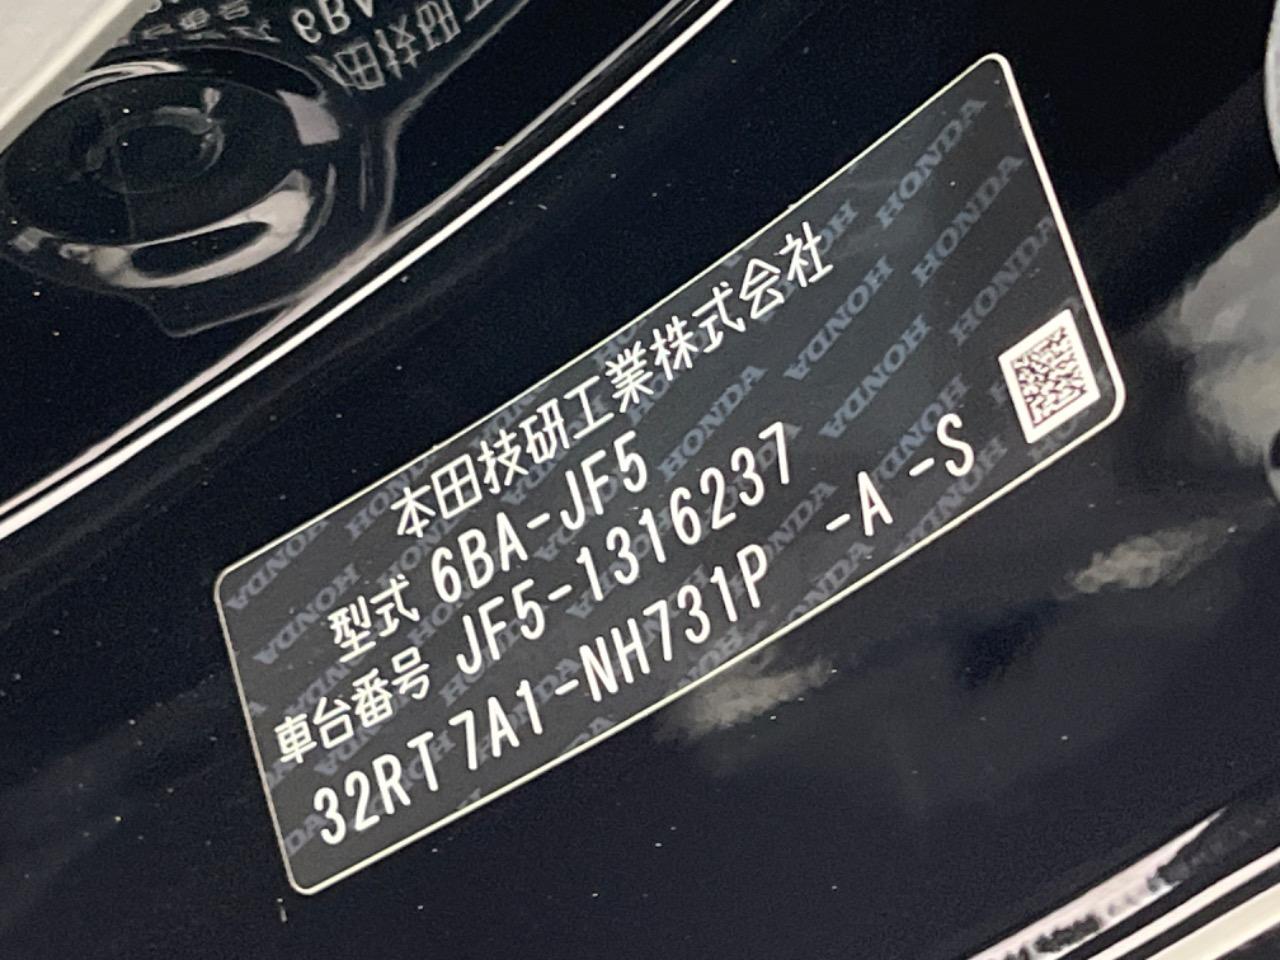 本田技研工業株式会社
型式 6BA-JF5
車台番号 JF5-1316237
32RT7A1-NH731P -A -S